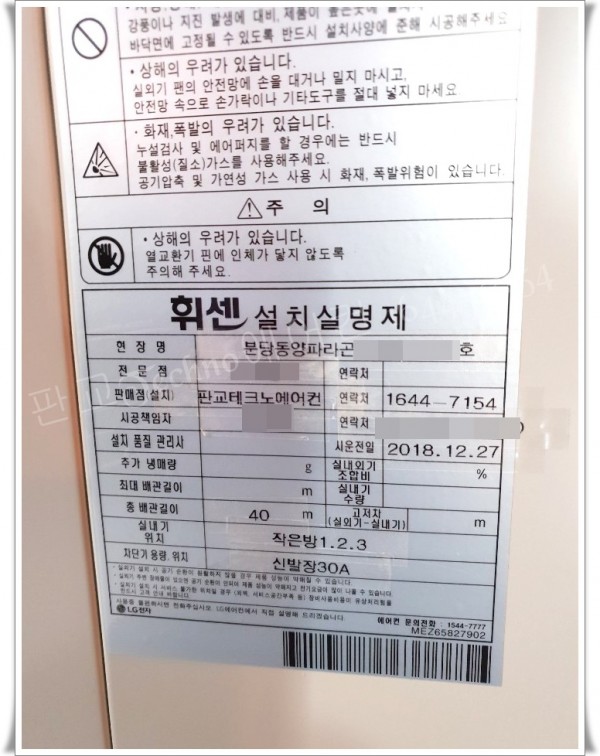 강풍이나 지진 발생에 대비, 제품이
바닥면에 고정될 수 있도록 반드시 설치사양에 준해 시공해주세요
· 상해의 우려가 있습니다.
실외기 팬의 안전망에 손을 대거나 밀지 마시고,
안전망 속으로 손가락이나 기타도구를 절대 넣지 마세요
· 화재,폭발의 우려가 있습니다.
누설검사 및 에어퍼지를 할 경우에는 반드시
불활성(질소)가스를 사용해주세요.
공기압축 및 가연성 가스 사용 시 화재, 폭발위험이 있습니다.
주 의
· 상해의 우려가 있습니다.
열교환기 핀에 인체가 닿지 않도록
주의해 주세요.
휘센 설치실명제
현 장 명 분당동양파라곤 호
전 문 점 연락처
판매점(설치) 판교테크노에어컨 연락처 1644-7154
시공책임자 연락처
설치 품질 관리사 시운전일 2018.12.27
추가 냉매량 g 실내외기 조합비 %
최대 배관길이 m 실내기 수량
총 배관길이 40 m 고저차 (실외기-실내기) m
실내기 위치 작은방1.2.3
차단기용량, 위치 신발장30A
LG전자
에어컨 문의전화 : 1544-7777
MEZ65827902